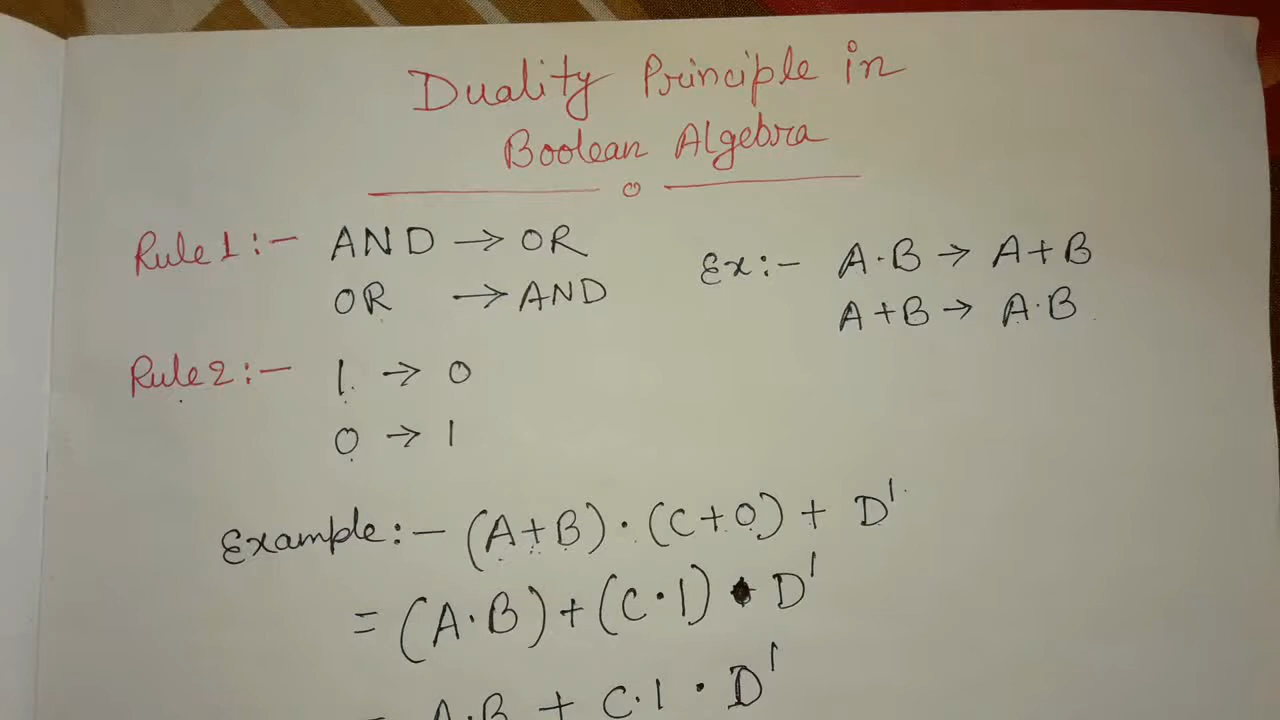 Duality Principle in
Boolean Algebra
Rule 1:- AND → OR
OR → AND
Ex:- A·B → A+B
A+B → A·B
Rule 2:- 1 → 0
0 → 1
Example:- (A+B)·(C+0) + D'
= (A·B)+(C·1) · D'
= A·B + C·1 · D'